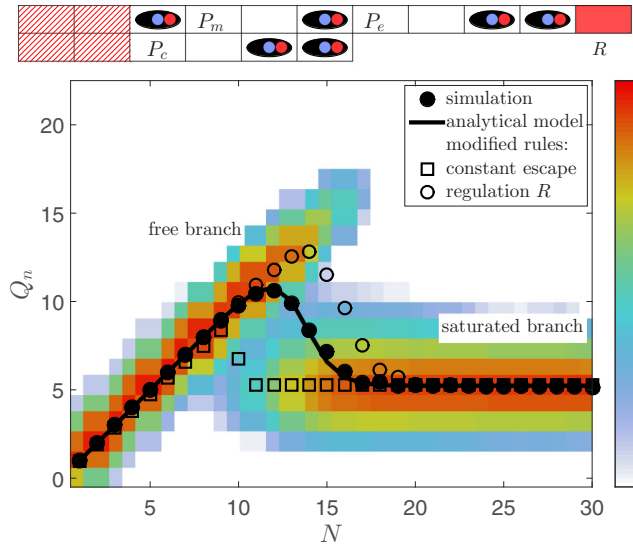 P_m P_e
P_c R
simulation
analytical model
modified rules:
constant escape
regulation R
free branch
saturated branch
20
15
10
5
0
Q_n
5 10 15 20 25 30
N